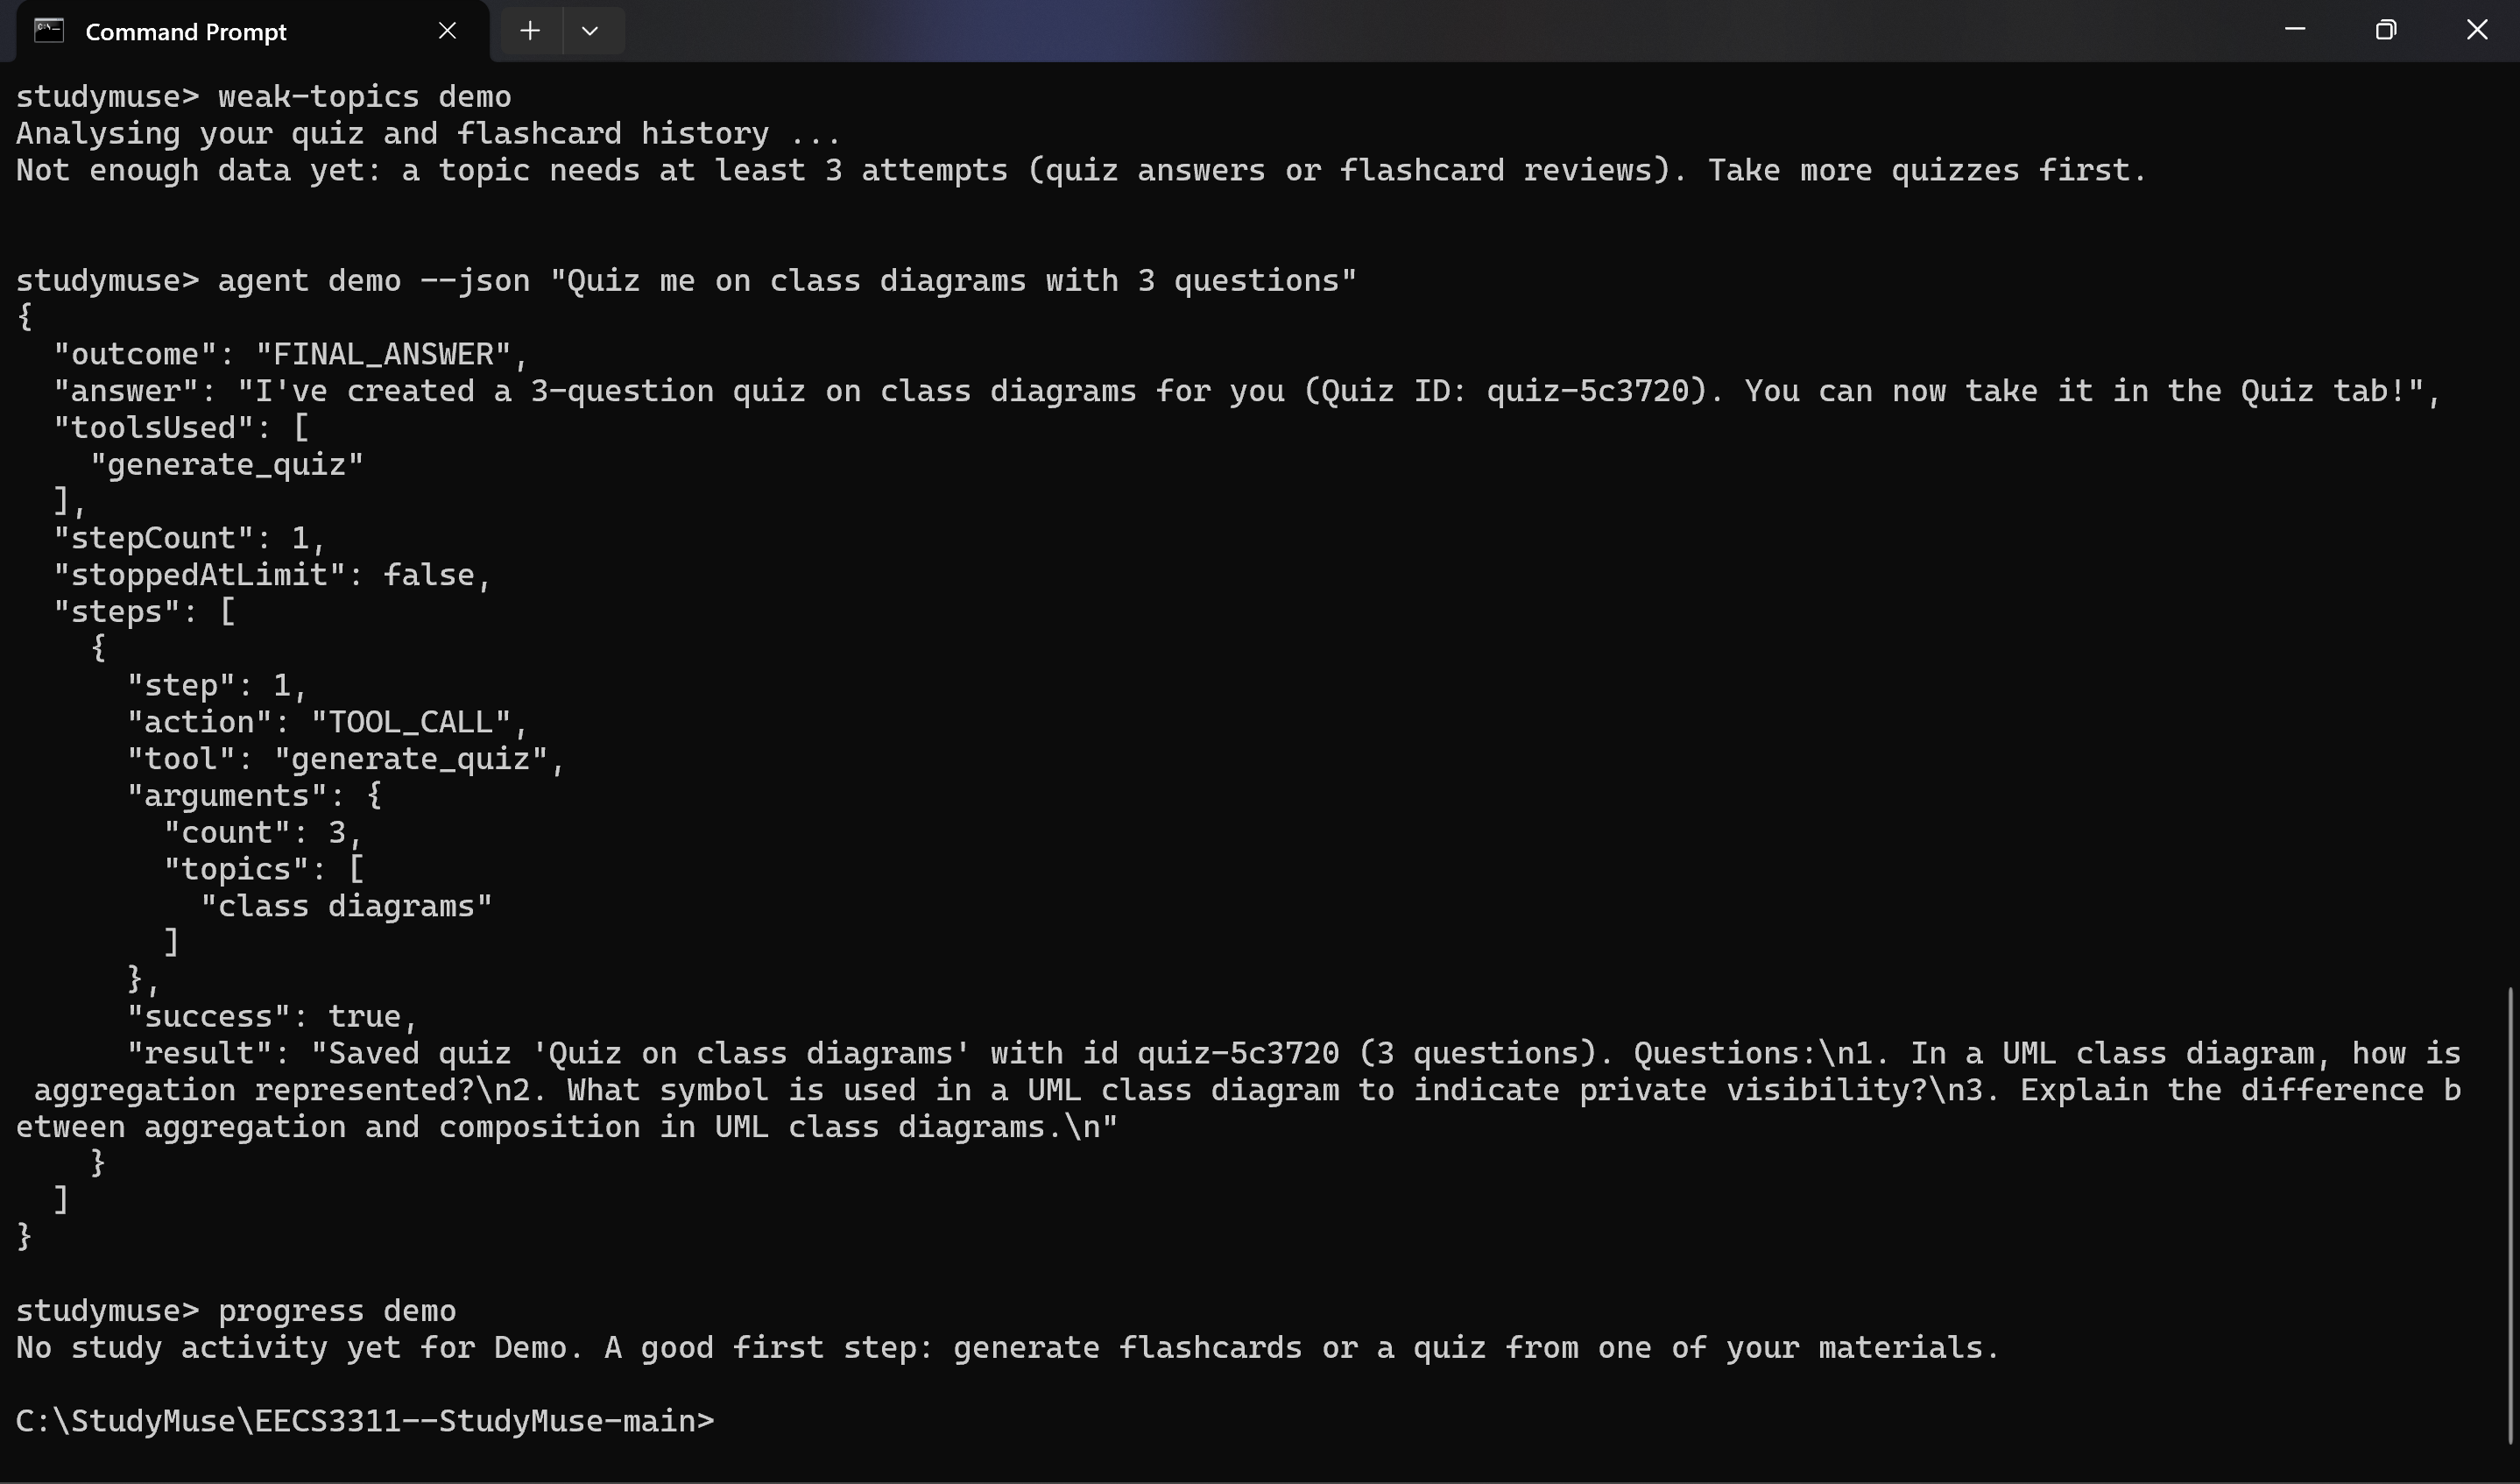 Command Prompt
studymuse> weak-topics demo
Analysing your quiz and flashcard history ...
Not enough data yet: a topic needs at least 3 attempts (quiz answers or flashcard reviews). Take more quizzes first.
studymuse> agent demo --json "Quiz me on class diagrams with 3 questions"
{
  "outcome": "FINAL_ANSWER",
  "answer": "I've created a 3-question quiz on class diagrams for you (Quiz ID: quiz-5c3720). You can now take it in the Quiz tab!",
  "toolsUsed": [
    "generate_quiz"
  ],
  "stepCount": 1,
  "stoppedAtLimit": false,
  "steps": [
    {
      "step": 1,
      "action": "TOOL_CALL",
      "tool": "generate_quiz",
      "arguments": {
        "count": 3,
        "topics": [
          "class diagrams"
        ]
      },
      "success": true,
      "result": "Saved quiz 'Quiz on class diagrams' with id quiz-5c3720 (3 questions). Questions:\n1. In a UML class diagram, how is
 aggregation represented?\n2. What symbol is used in a UML class diagram to indicate private visibility?\n3. Explain the difference b
etween aggregation and composition in UML class diagrams.\n"
    }
  ]
}
studymuse> progress demo
No study activity yet for Demo. A good first step: generate flashcards or a quiz from one of your materials.
C:\StudyMuse\EECS3311--StudyMuse-main>